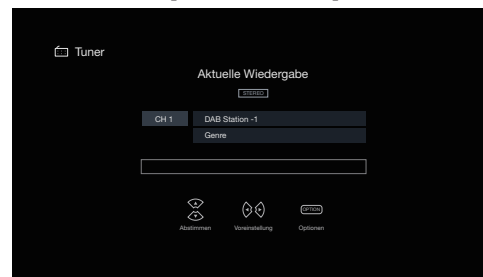 Tuner
Aktuelle Wiedergabe
STEREO
CH 1
DAB Station -1
Genre
OPTION
Abstimmen
Voreinstellung
Optionen